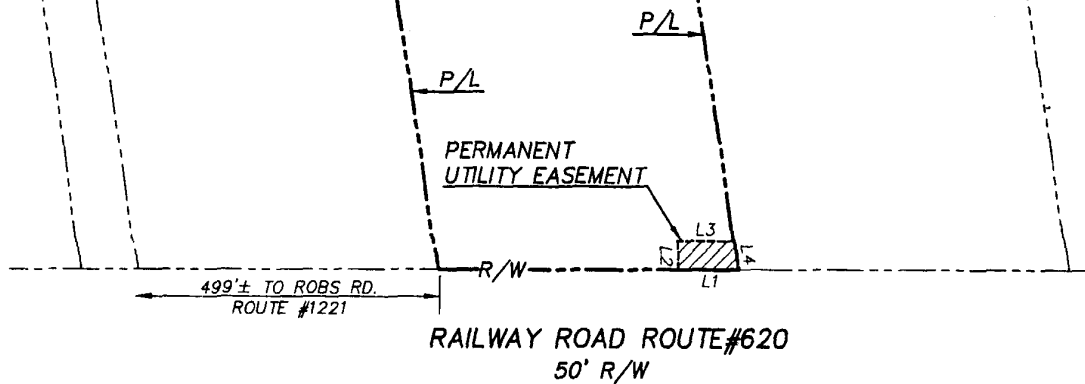 P/L
P/L
PERMANENT
UTILITY EASEMENT
L3
L2
L4
R/W
L1
499'± TO ROBS RD.
ROUTE #1221
RAILWAY ROAD ROUTE#620
50' R/W